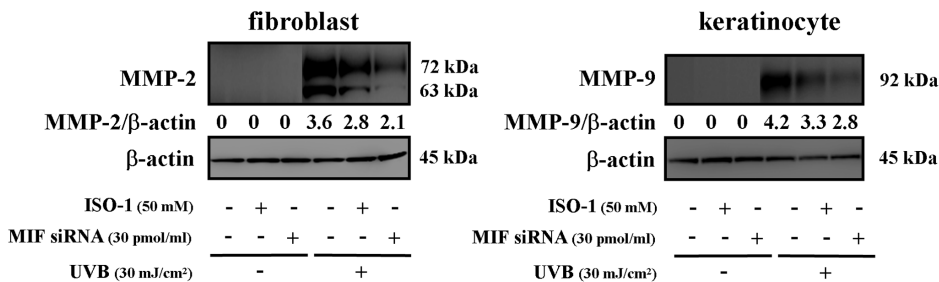 fibroblast
MMP-2
72 kDa
63 kDa
MMP-2/β-actin 0 0 0 3.6 2.8 2.1
β-actin
45 kDa
ISO-1 (50 mM) - + - - + -
MIF siRNA (30 pmol/ml) - - + - - +
UVB (30 mJ/cm²) - +
keratinocyte
MMP-9
92 kDa
MMP-9/β-actin 0 0 0 4.2 3.3 2.8
β-actin
45 kDa
ISO-1 (50 mM) - + - - + -
MIF siRNA (30 pmol/ml) - - + - - +
UVB (30 mJ/cm²) - +